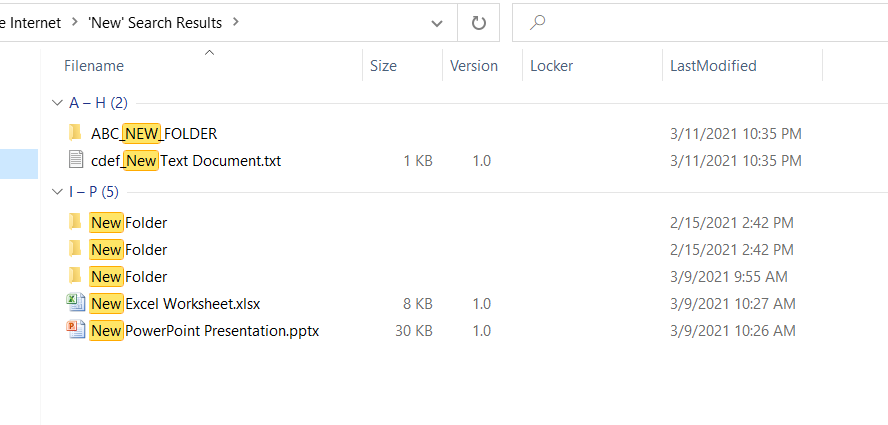 e Internet > 'New' Search Results >
Filename Size Version Locker LastModified
A – H (2)
ABC_NEW_FOLDER 3/11/2021 10:35 PM
cdef_New Text Document.txt 1 KB 1.0 3/11/2021 10:35 PM
I – P (5)
New Folder 2/15/2021 2:42 PM
New Folder 2/15/2021 2:42 PM
New Folder 3/9/2021 9:55 AM
New Excel Worksheet.xlsx 8 KB 1.0 3/9/2021 10:27 AM
New PowerPoint Presentation.pptx 30 KB 1.0 3/9/2021 10:26 AM